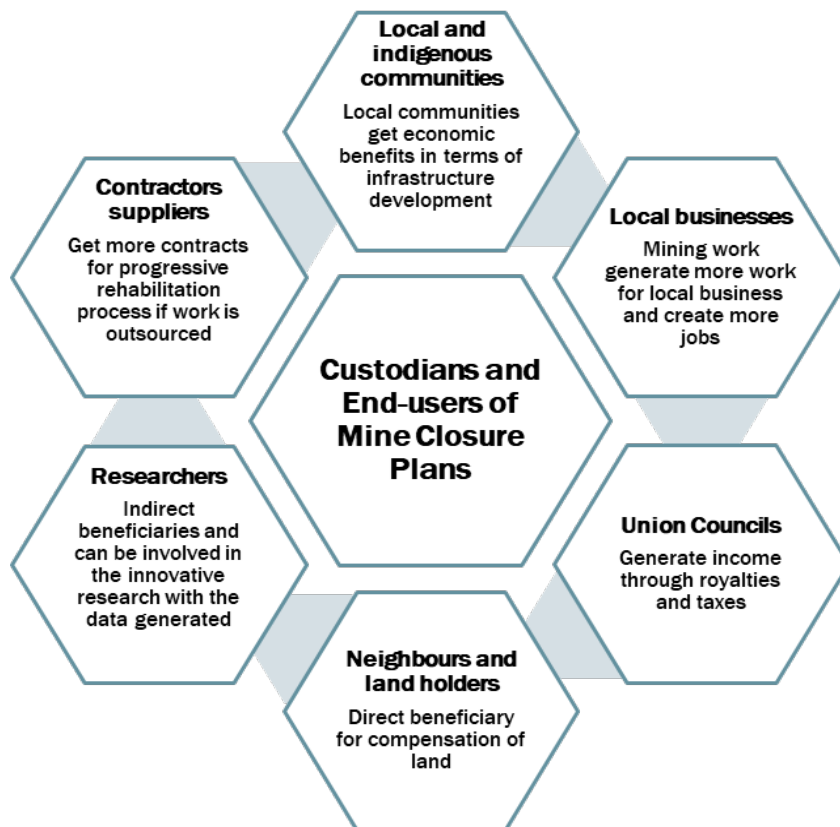 Local and
indigenous
communities
Local communities
get economic
benefits in terms of
infrastructure
development
Contractors
suppliers
Get more contracts
for progressive
rehabilitation
process if work is
outsourced
Local businesses
Mining work
generate more work
for local business
and create more
jobs
Custodians and
End-users of
Mine Closure
Plans
Researchers
Indirect
beneficiaries and
can be involved in
the innovative
research with the
data generated
Union Councils
Generate income
through royalties
and taxes
Neighbours and
land holders
Direct beneficiary
for compensation of
land